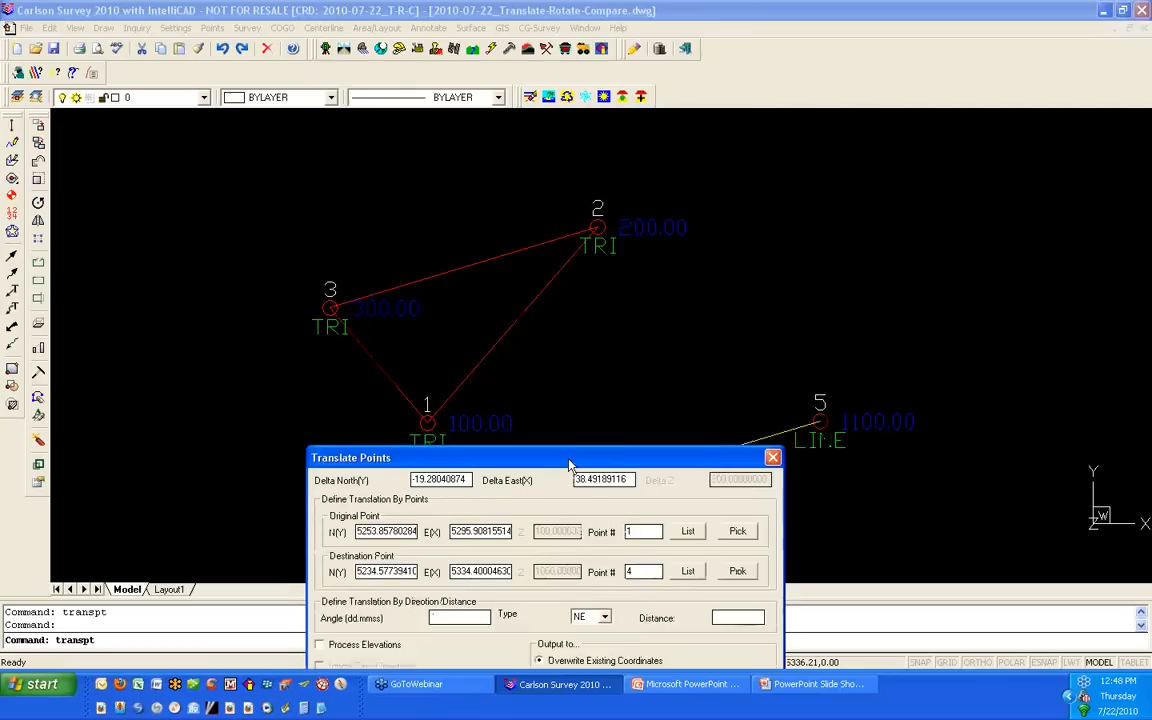 Carlson Survey 2010 with IntelliCAD - NOT FOR RESALE [CRD: 2010-07-22_T-R-C] - [2010-07-22_Translate-Rotate-Compare.dwg]
File Edit View Draw Inquiry Settings Points Survey COGO Centerline Area/Layout Annotate Surface GIS CG-Survey Window Help
0 BYLAYER BYLAYER
2
200.00
TRI
3
300.00
TRI
1
100.00
TRI
5
1100.00
LINE
Y
W
Z X
Translate Points
Delta North(Y) -19.28040874 Delta East(X) 38.49189116 Delta Z
Define Translation By Points
Original Point
N(Y) 5253.85780284 E(X) 5295.90815514 Z Point # 1 List Pick
Destination Point
N(Y) 5234.57739410 E(X) 5334.40004630 Z Point # 4 List Pick
Define Translation By Direction/Distance
Angle (dd.mmss) Type NE Distance:
Process Elevations
Output to...
Overwrite Existing Coordinates
Model Layout1
Command: transpt
Command:
Command: transpt
Ready 5336.21,0.00 SNAP GRID ORTHO POLAR ESNAP LWT MODEL TABLET
start GoToWebinar Carlson Survey 2010 ... Microsoft PowerPoint ... PowerPoint Slide Sho...
12:48 PM
Thursday
7/22/2010